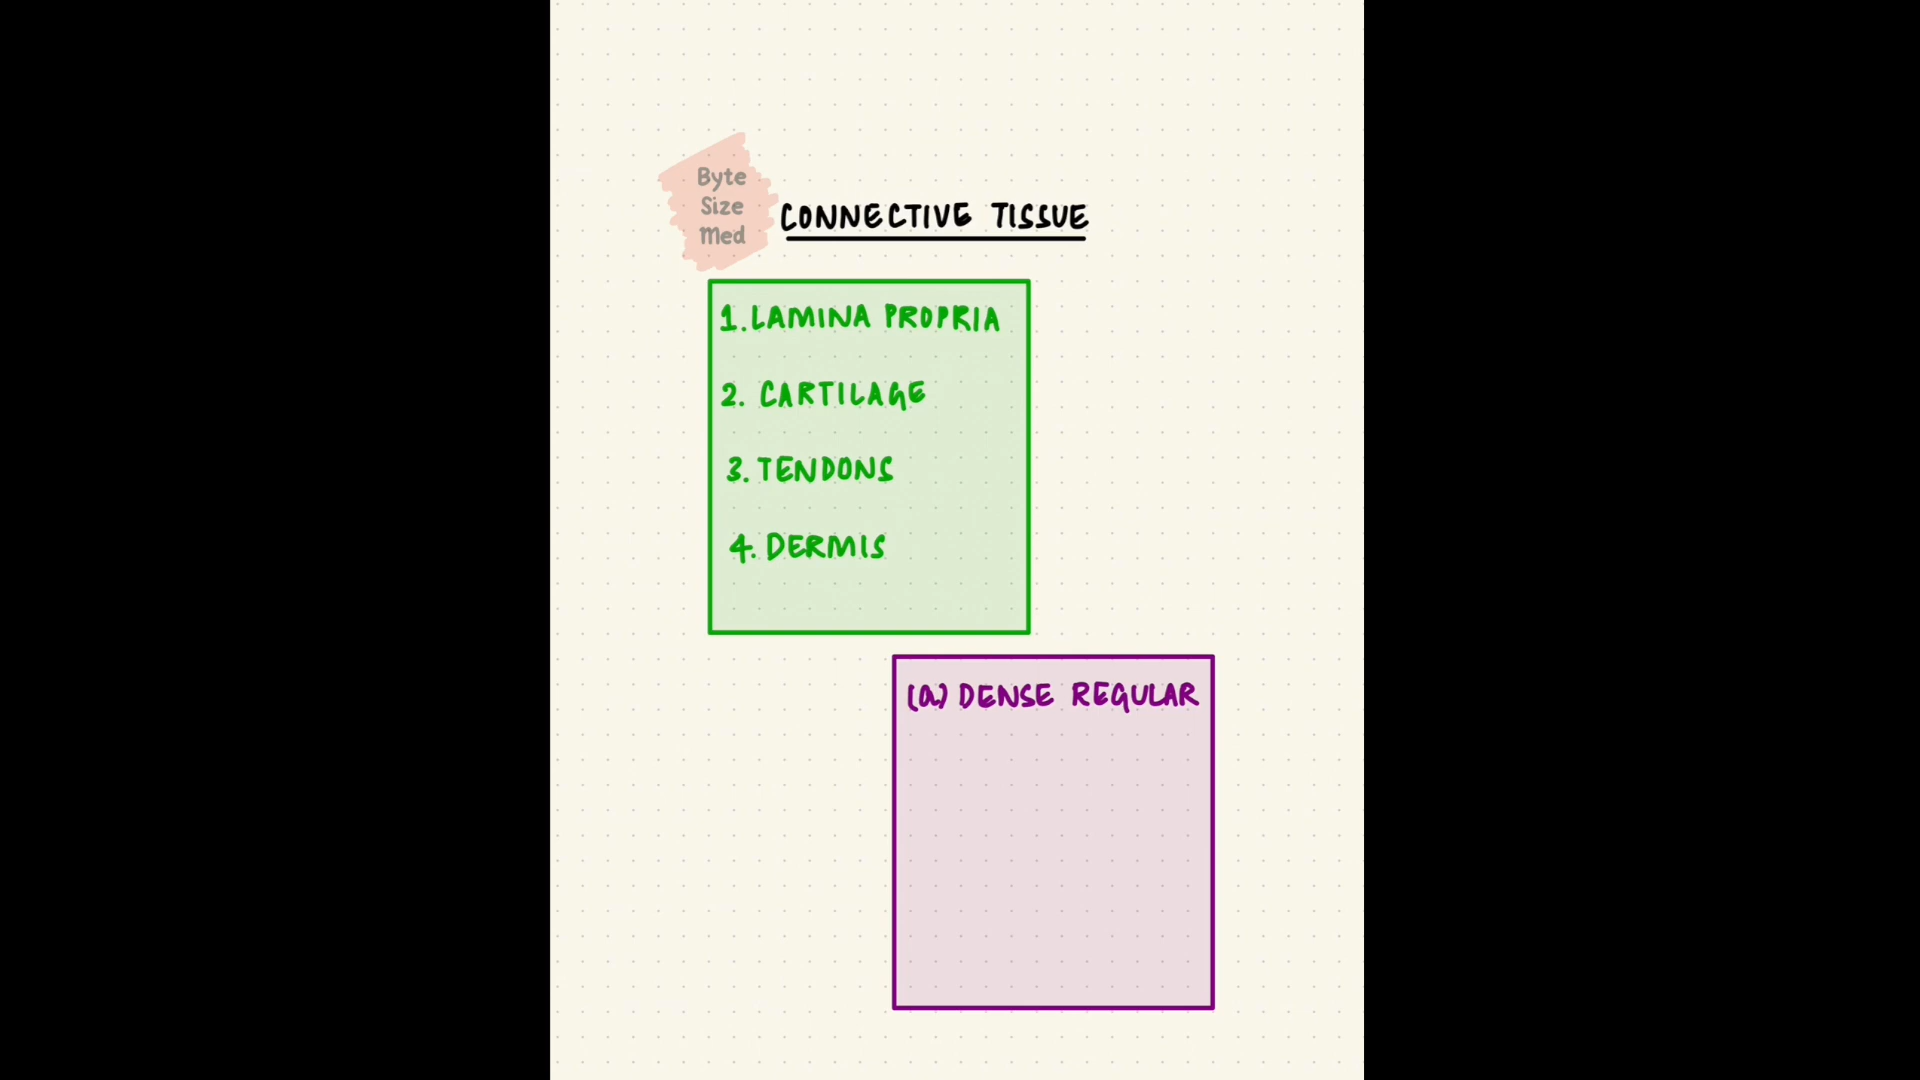 Byte
Size
Med
CONNECTIVE TISSUE
1. LAMINA PROPRIA
2. CARTILAGE
3. TENDONS
4. DERMIS
(a) DENSE REGULAR